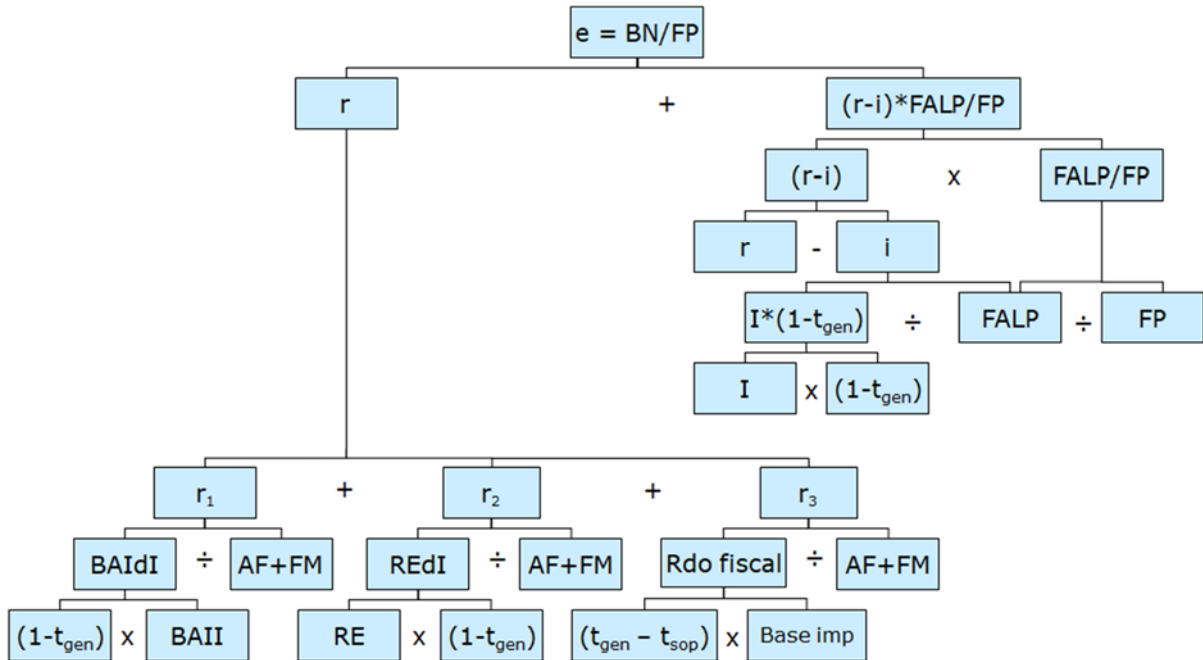 e = BN/FP
r + (r-i)*FALP/FP
(r-i) x FALP/FP
r - i
I*(1-tgen) ÷ FALP ÷ FP
I x (1-tgen)
r1 + r2 + r3
BAIdI ÷ AF+FM REdI ÷ AF+FM Rdo fiscal ÷ AF+FM
(1-tgen) x BAII RE x (1-tgen) (tgen – tsop) x Base imp